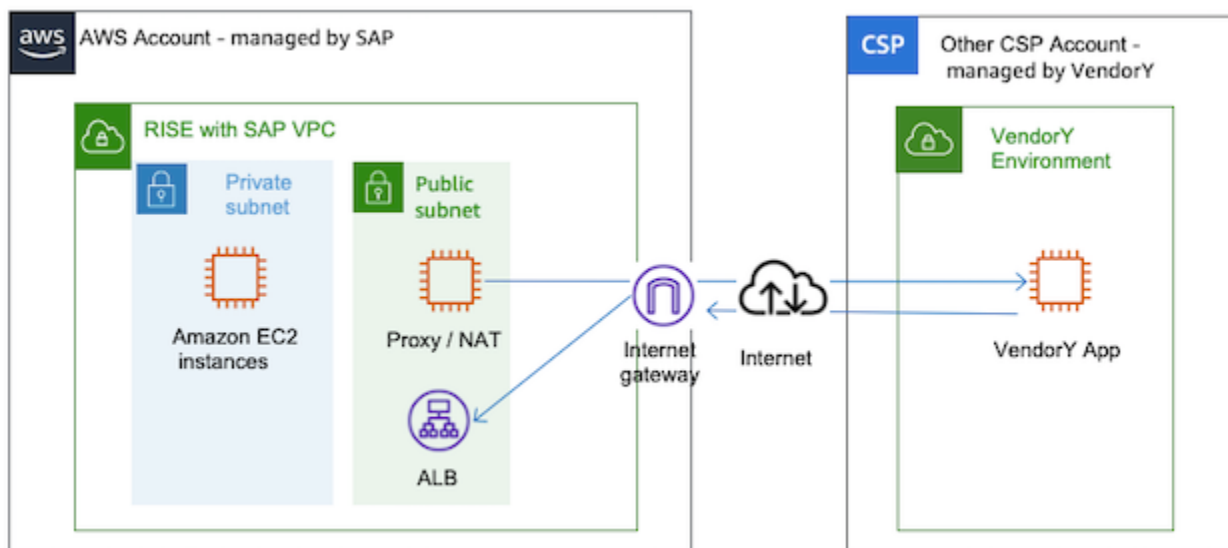 aws
AWS Account - managed by SAP
RISE with SAP VPC
Private
subnet
Amazon EC2
instances
Public
subnet
Proxy / NAT
ALB
Internet
gateway
Internet
CSP
Other CSP Account -
managed by VendorY
VendorY
Environment
VendorY App